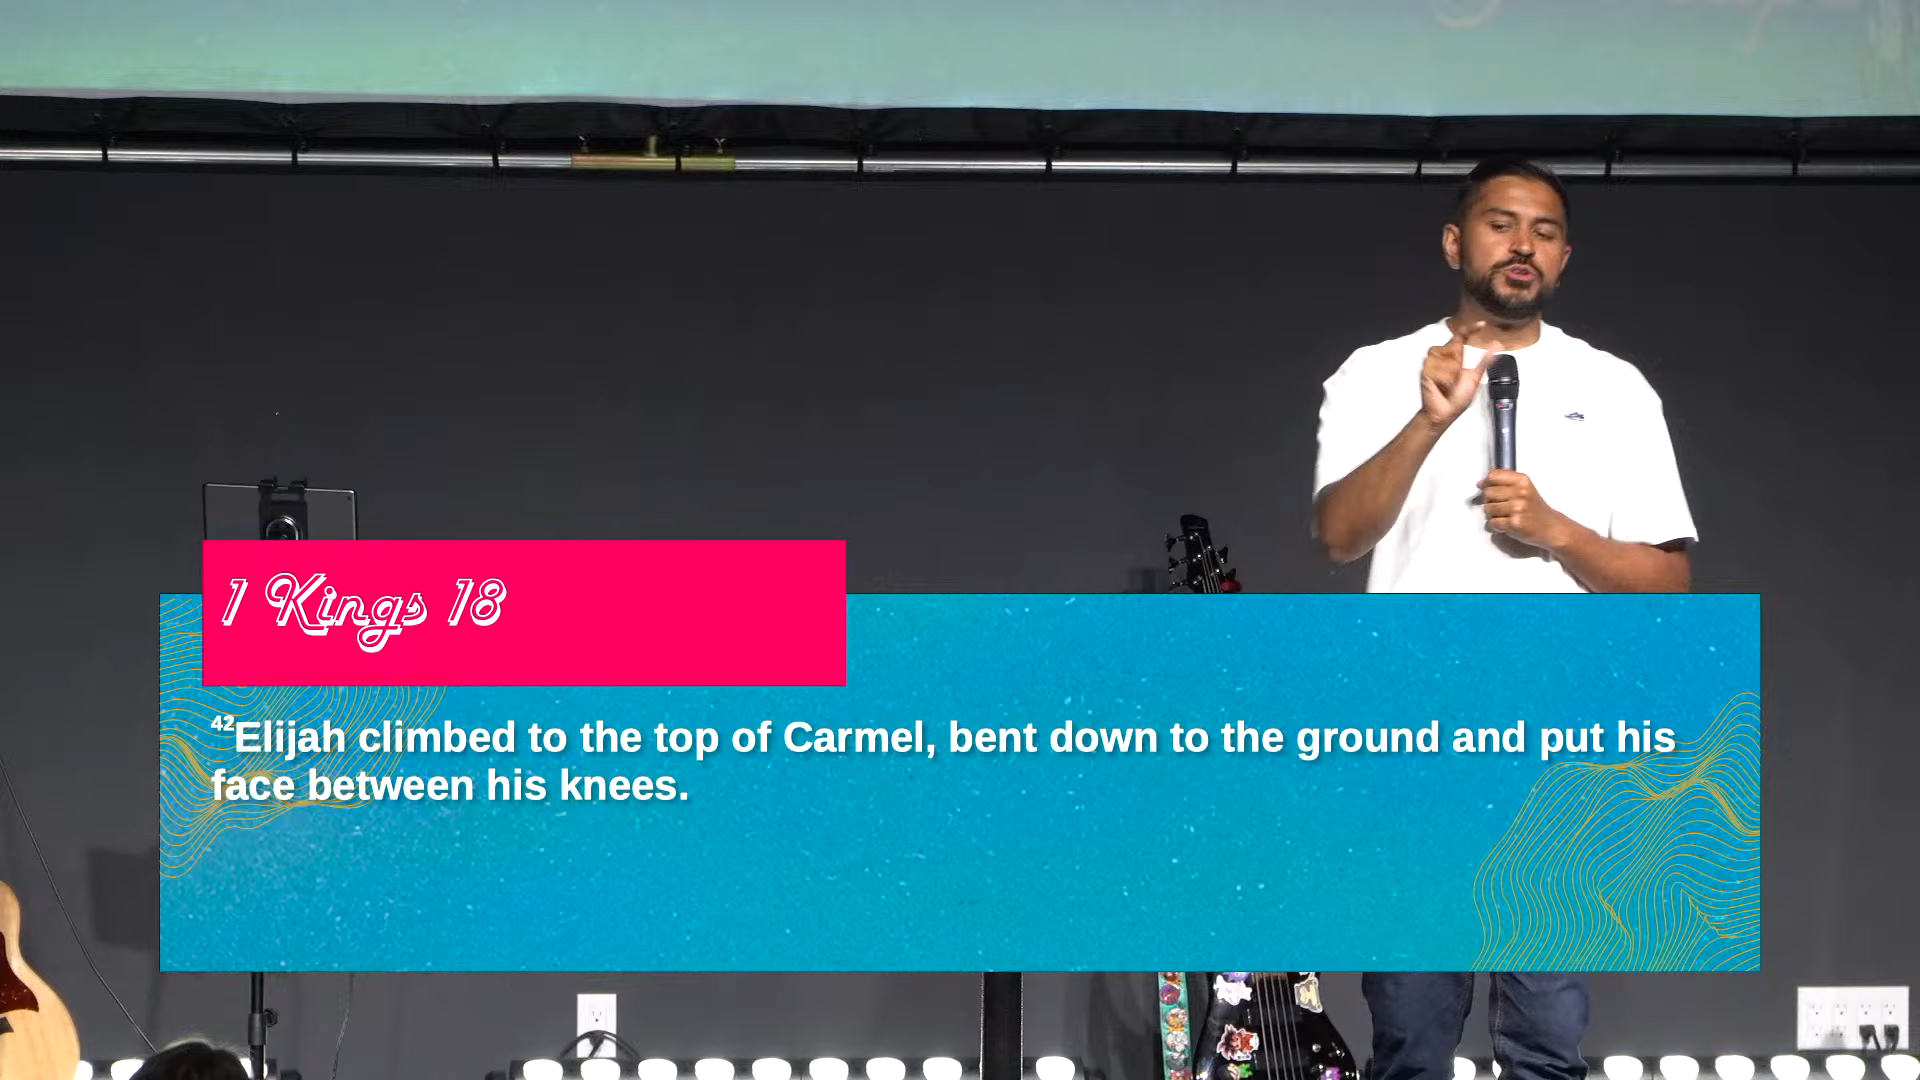 1 Kings 18
42Elijah climbed to the top of Carmel, bent down to the ground and put his
face between his knees.